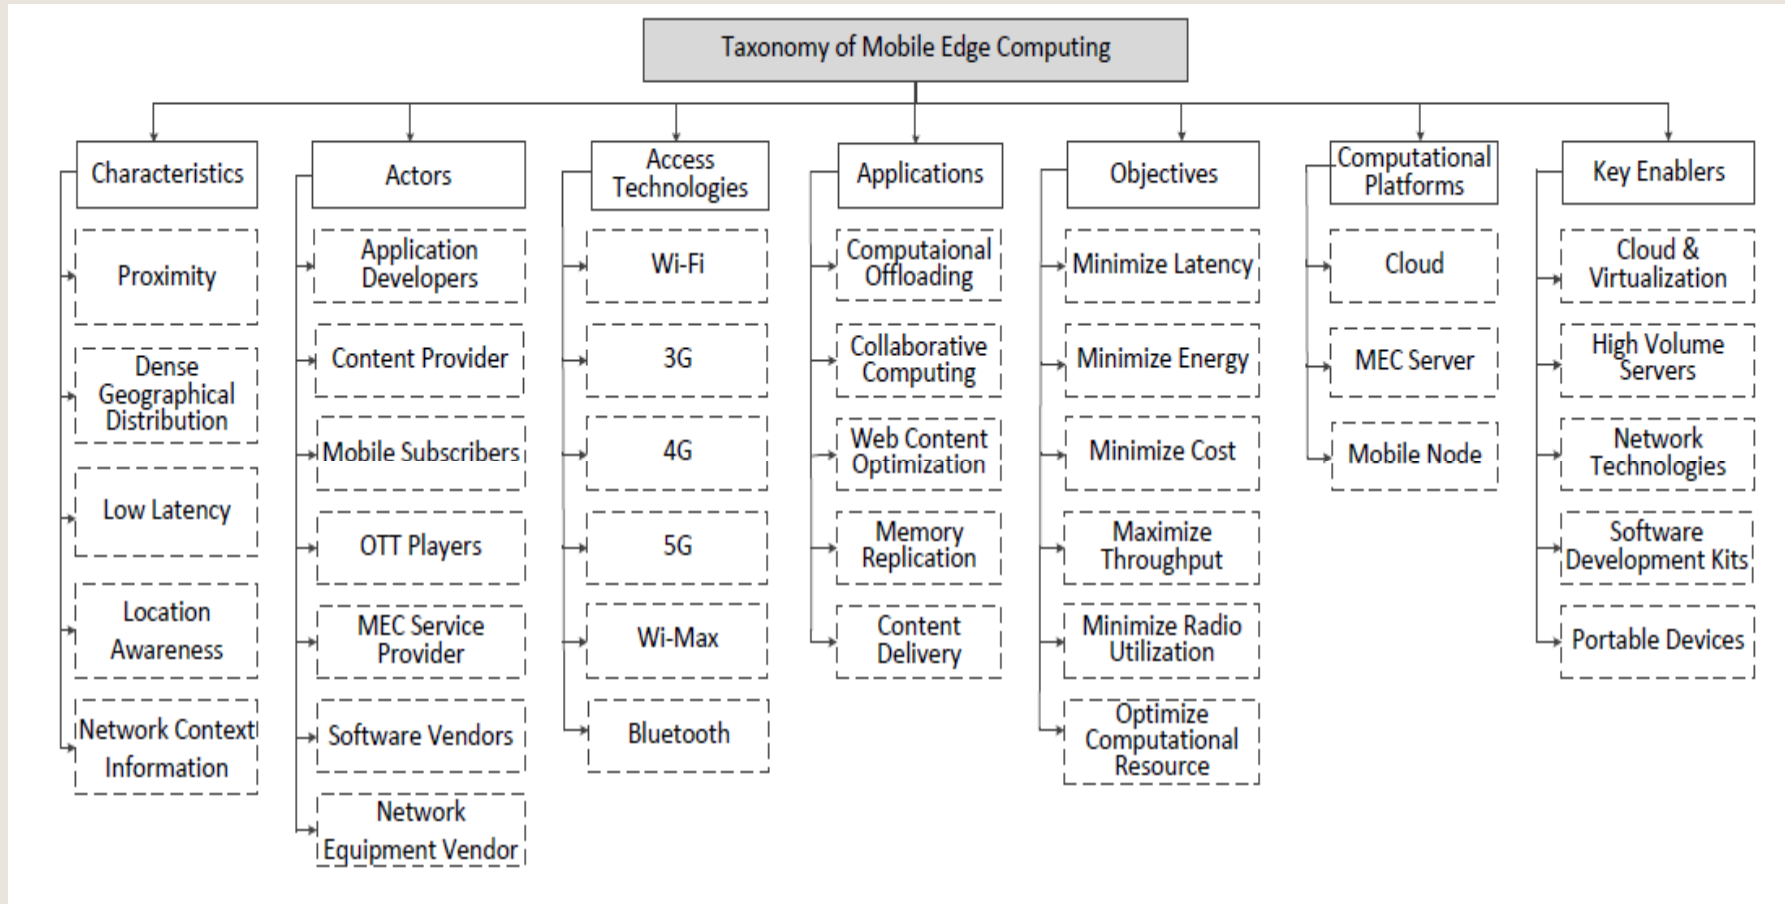 Taxonomy of Mobile Edge Computing
Characteristics
Proximity
Dense
Geographical
Distribution
Low Latency
Location
Awareness
Network Context
Information
Actors
Application
Developers
Content Provider
Mobile Subscribers
OTT Players
MEC Service
Provider
Software Vendors
Network
Equipment Vendor
Access
Technologies
Wi-Fi
3G
4G
5G
Wi-Max
Bluetooth
Applications
Computaional
Offloading
Collaborative
Computing
Web Content
Optimization
Memory
Replication
Content
Delivery
Objectives
Minimize Latency
Minimize Energy
Minimize Cost
Maximize
Throughput
Minimize Radio
Utilization
Optimize
Computational
Resource
Computational
Platforms
Cloud
MEC Server
Mobile Node
Key Enablers
Cloud &
Virtualization
High Volume
Servers
Network
Technologies
Software
Development Kits
Portable Devices